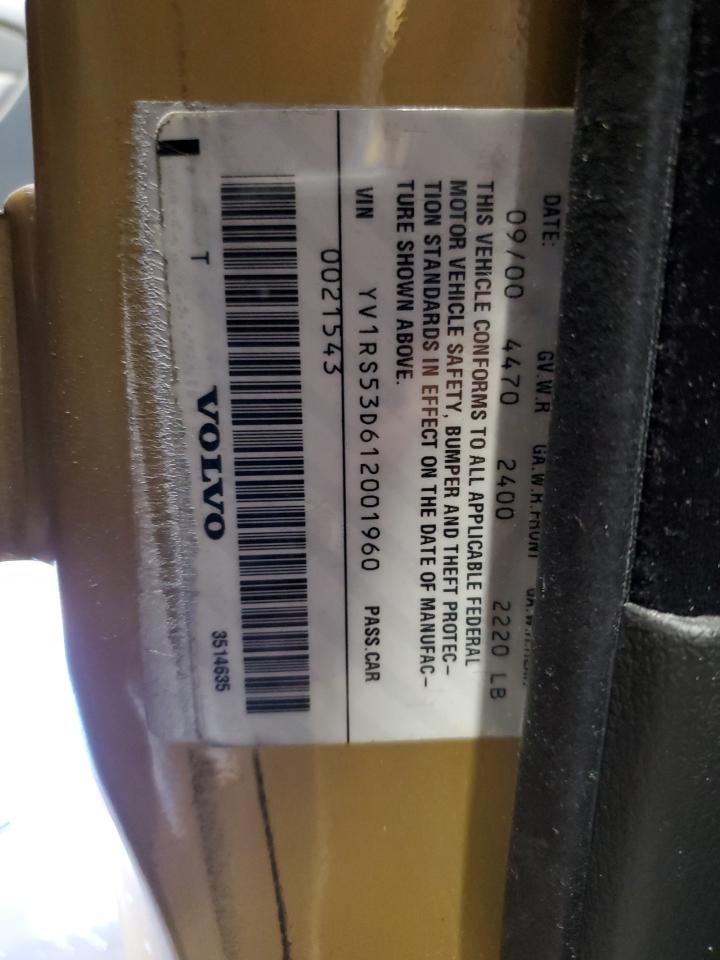 DATE: G.V.W.R GA.W.R.FRONT
09/00 4470 2400 2220 LB
THIS VEHICLE CONFORMS TO ALL APPLICABLE FEDERAL
MOTOR VEHICLE SAFETY, BUMPER AND THEFT PROTEC-
TION STANDARDS IN EFFECT ON THE DATE OF MANUFAC-
TURE SHOWN ABOVE.
VIN YV1RS53D612001960 PASS.CAR
0021543
T VOLVO 3514635